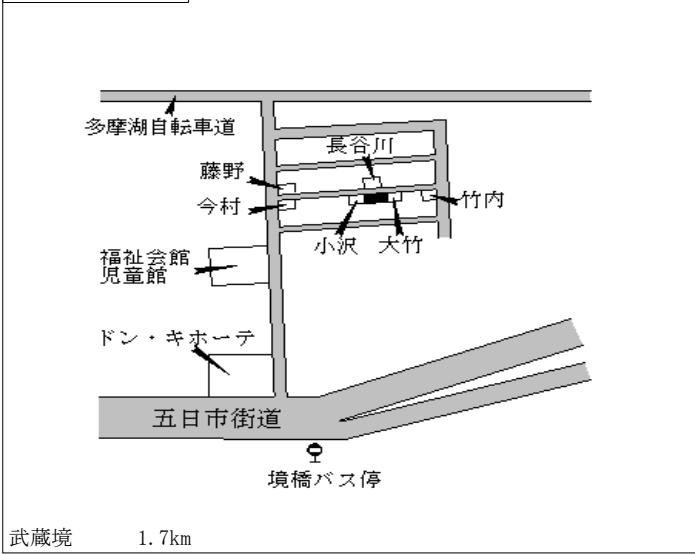 多摩湖自転車道
長谷川
藤野
今村
竹内
小沢 大竹
福祉会館
児童館
ドン・キホーテ
五日市街道
境橋バス停
武蔵境 1.7km